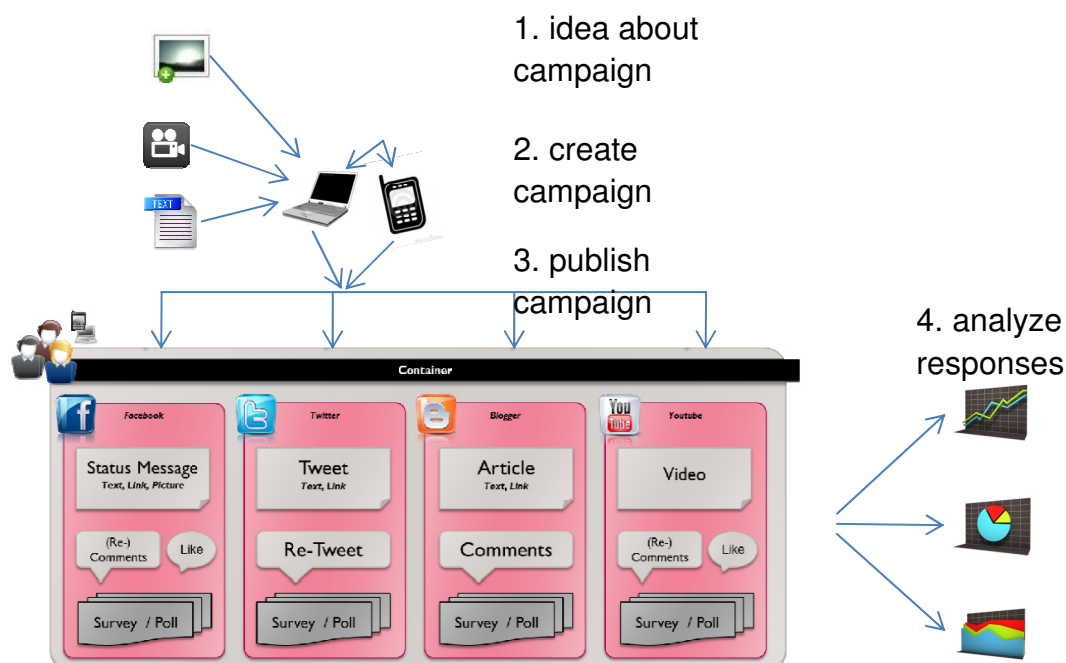 1. idea about
campaign
2. create
campaign
TEXT
3. publish
campaign
4. analyze
responses
Container
Facebook
Status Message
Text, Link, Picture
(Re-)
Comments
Like
Survey / Poll
Twitter
Tweet
Text, Link
Re-Tweet
Survey / Poll
Blogger
Article
Text, Link
Comments
Survey / Poll
You
Tube
Youtube
Video
(Re-)
Comments
Like
Survey / Poll